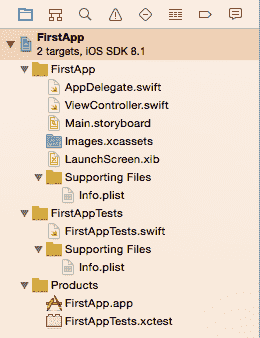 FirstApp
2 targets, iOS SDK 8.1
FirstApp
AppDelegate.swift
ViewController.swift
Main.storyboard
Images.xcassets
LaunchScreen.xib
Supporting Files
Info.plist
FirstAppTests
FirstAppTests.swift
Supporting Files
Info.plist
Products
FirstApp.app
FirstAppTests.xctest